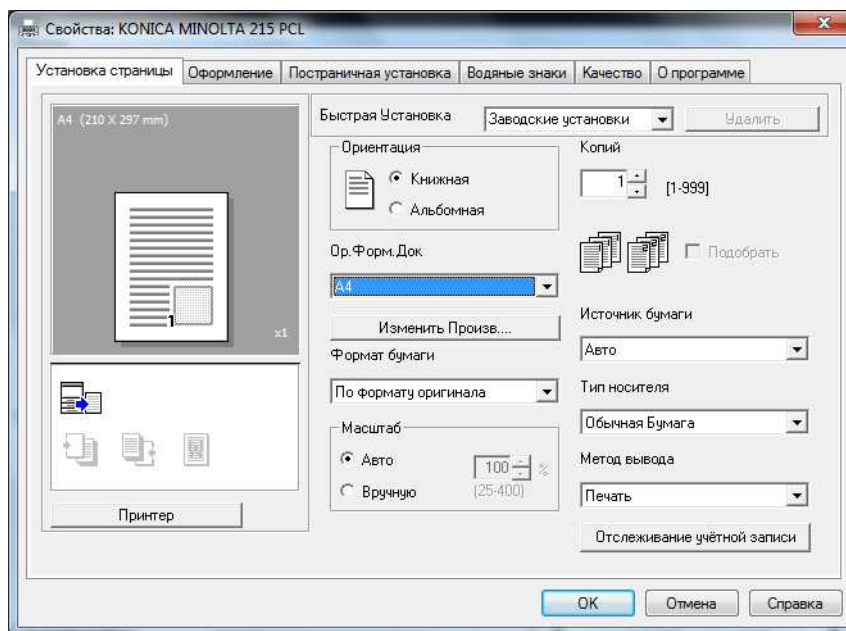 Свойства: KONICA MINOLTA 215 PCL
Установка страницы Оформление Постраничная установка Водяные знаки Качество О программе
A4 (210 X 297 mm)
1
x1
Принтер
Быстрая Установка Заводские установки Удалить
Ориентация
Книжная
Альбомная
Ор.Форм.Док
A4
Изменить Произв....
Формат бумаги
По формату оригинала
Масштаб
Авто
Вручную
100 %
(25-400)
Копий
1 [1-999]
Подобрать
Источник бумаги
Авто
Тип носителя
Обычная Бумага
Метод вывода
Печать
Отслеживание учётной записи
OK Отмена Справка